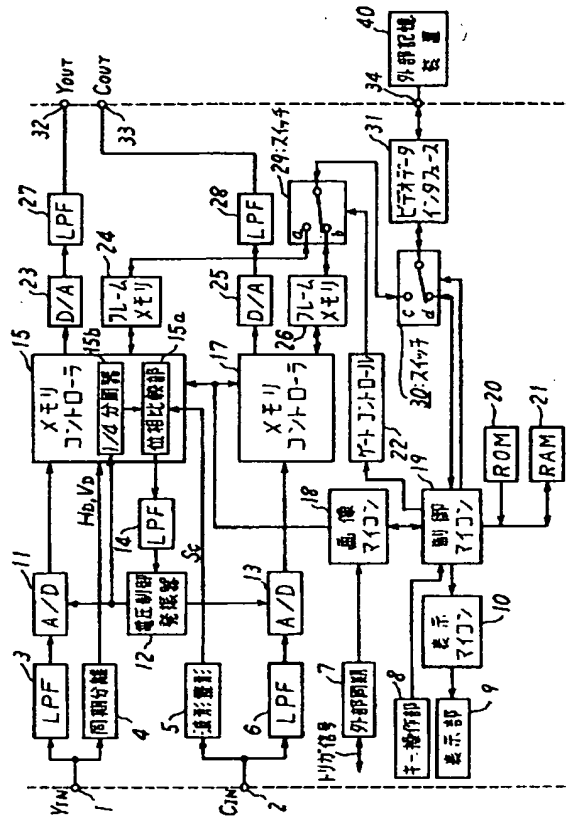 YIN
1
3
LPF
11
A/D
15
メモリ
コントローラ
23
D/A
27
LPF
32
YOUT
4
同期分離
HD,VD
15b
1/4分周器
15a
位相比較部
24
フレーム
メモリ
33
COUT
14
LPF
12
電圧制御
発振器
5
波形整形
SC
CIN
2
6
LPF
13
A/D
17
メモリ
コントローラ
25
D/A
28
LPF
26
フレーム
メモリ
29:スイッチ
a
b
トリガ信号
7
外部同期
18
画像
マイコン
22
ゲートコントロール
30:スイッチ
c
d
31
ビデオデータ
インタフェース
34
40
外部記憶
装置
8
キー操作部
9
表示部
10
表示
マイコン
19
制御
マイコン
20
ROM
21
RAM